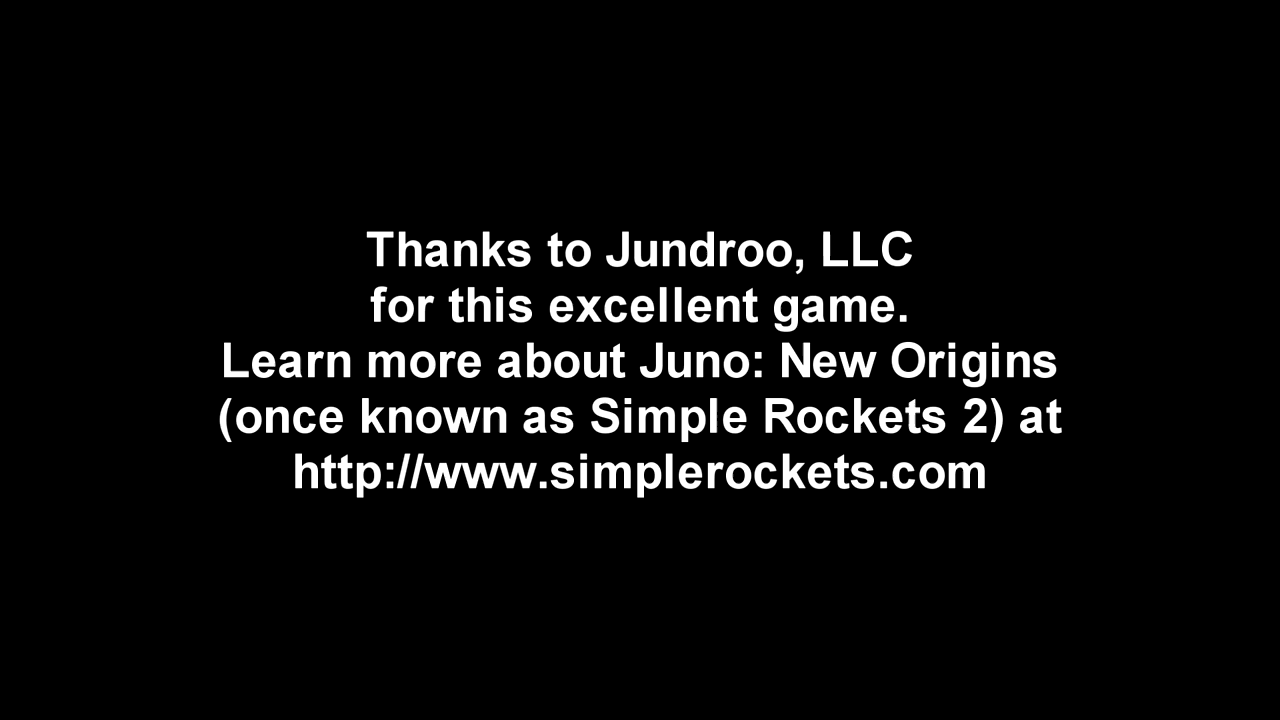 Thanks to Jundroo, LLC
for this excellent game.
Learn more about Juno: New Origins
(once known as Simple Rockets 2) at
http://www.simplerockets.com